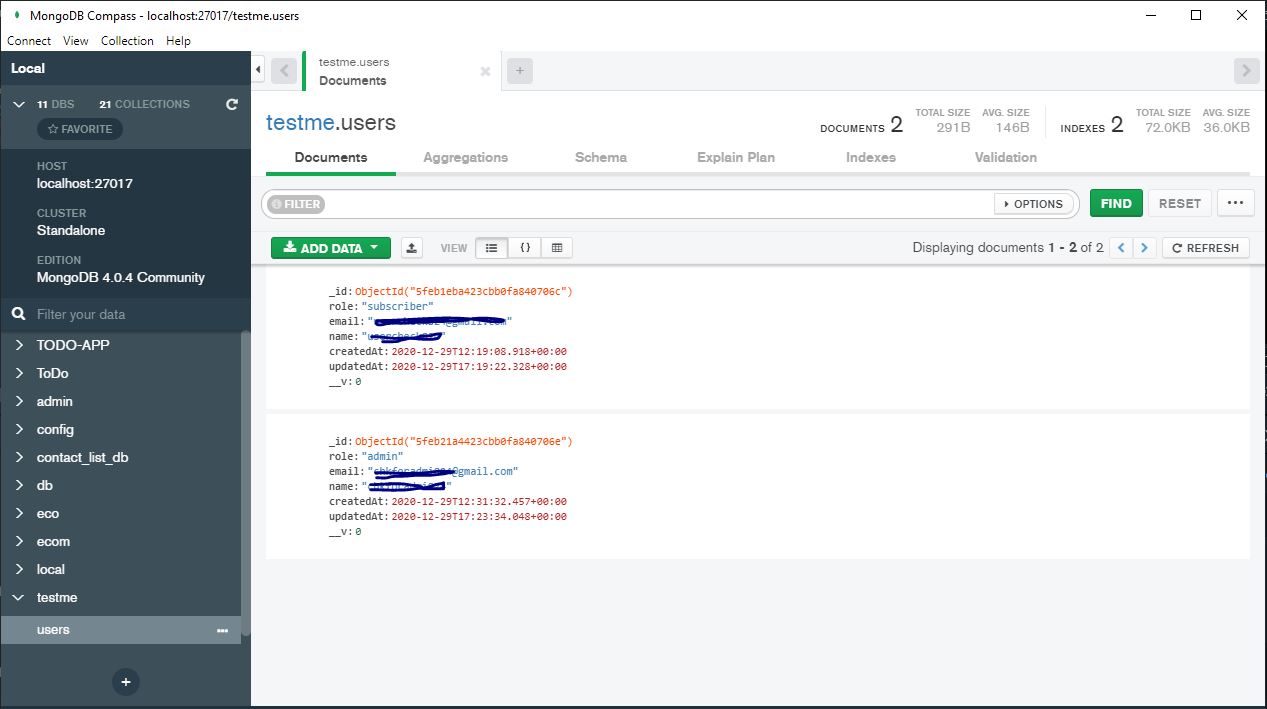 MongoDB Compass - localhost:27017/testme.users
Connect View Collection Help
Local
11 DBS 21 COLLECTIONS
FAVORITE
HOST
localhost:27017
CLUSTER
Standalone
EDITION
MongoDB 4.0.4 Community
Filter your data
TODO-APP
ToDo
admin
config
contact_list_db
db
eco
ecom
local
testme
users
testme.users
Documents
testme.users
DOCUMENTS 2 TOTAL SIZE 291B AVG. SIZE 146B INDEXES 2 TOTAL SIZE 72.0KB AVG. SIZE 36.0KB
Documents Aggregations Schema Explain Plan Indexes Validation
FILTER OPTIONS FIND RESET ...
ADD DATA VIEW {} Displaying documents 1 - 2 of 2 < > REFRESH
_id: ObjectId("5feb1eba423cbb0fa840706c")
role: "subscriber"
email: "
name: "
createdAt: 2020-12-29T12:19:08.918+00:00
updatedAt: 2020-12-29T17:19:22.328+00:00
__v: 0
_id: ObjectId("5feb21a4423cbb0fa840706e")
role: "admin"
email: " @gmail.com"
name: " "
createdAt: 2020-12-29T12:31:32.457+00:00
updatedAt: 2020-12-29T17:23:34.048+00:00
__v: 0